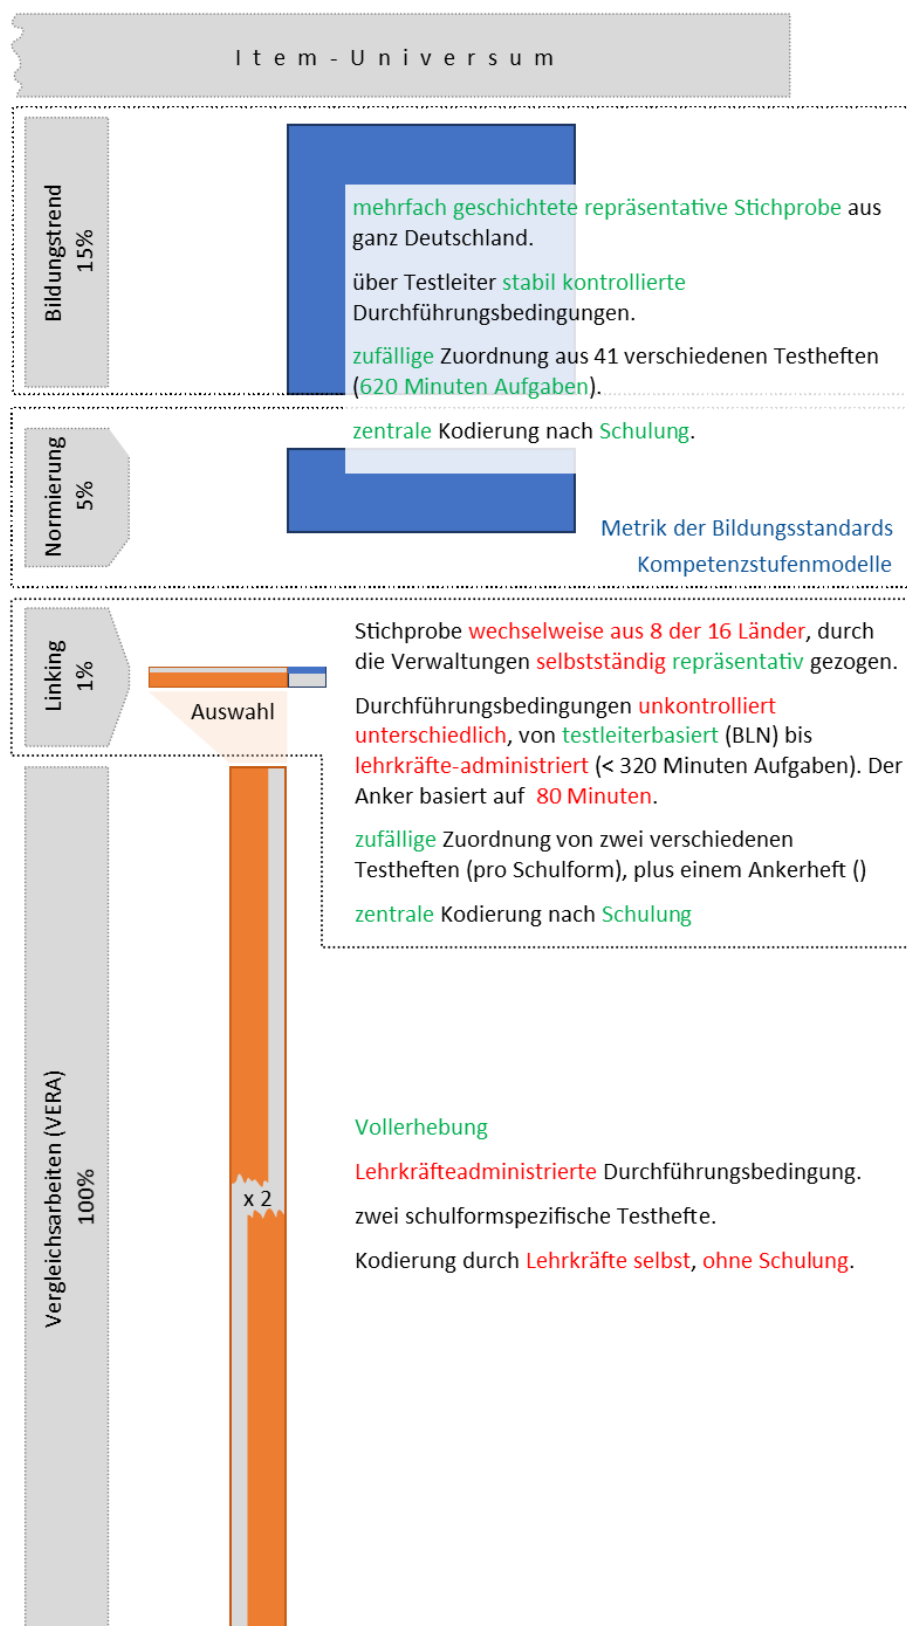 Item-Universum
Bildungstrend
15%
mehrfach geschichtete repräsentative Stichprobe aus
ganz Deutschland.
über Testleiter stabil kontrollierte
Durchführungsbedingungen.
zufällige Zuordnung aus 41 verschiedenen Testheften
(620 Minuten Aufgaben).
zentrale Kodierung nach Schulung.
Normierung
5%
Metrik der Bildungsstandards
Kompetenzstufenmodelle
Linking
1%
Auswahl
Stichprobe wechselweise aus 8 der 16 Länder, durch
die Verwaltungen selbstständig repräsentativ gezogen.
Durchführungsbedingungen unkontrolliert
unterschiedlich, von testleiterbasiert (BLN) bis
lehrkräfte-administriert (< 320 Minuten Aufgaben). Der
Anker basiert auf 80 Minuten.
zufällige Zuordnung von zwei verschiedenen
Testheften (pro Schulform), plus einem Ankerheft ()
zentrale Kodierung nach Schulung
Vergleichsarbeiten (VERA)
100%
x 2
Vollerhebung
Lehrkräfteadministrierte Durchführungsbedingung.
zwei schulformspezifische Testhefte.
Kodierung durch Lehrkräfte selbst, ohne Schulung.